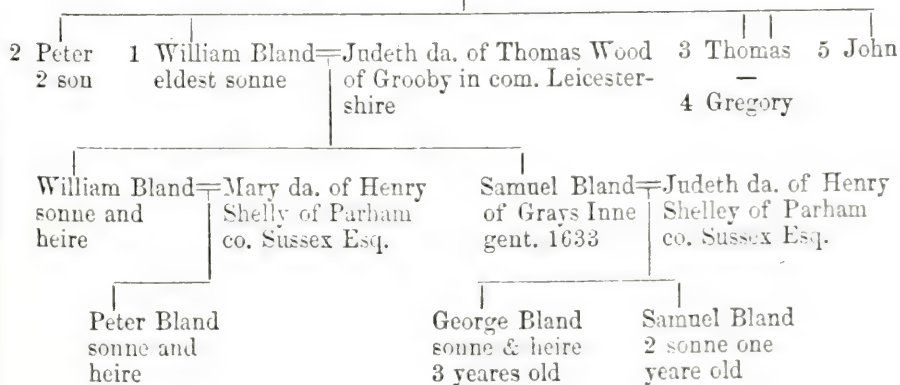 2 Peter
2 son
1 William Bland=Judeth da. of Thomas Wood
eldest sonne
of Grooby in com. Leicester-
shire
3 Thomas
4 Gregory
5 John
William Bland=Mary da. of Henry
sonne and
heire
Shelly of Parham
co. Sussex Esq.
Samuel Bland=Judeth da. of Henry
of Grays Inne
gent. 1633
Shelley of Parham
co. Sussex Esq.
Peter Bland
sonne and
heire
George Bland
sonne & heire
3 yeares old
Samuel Bland
2 sonne one
yeare old